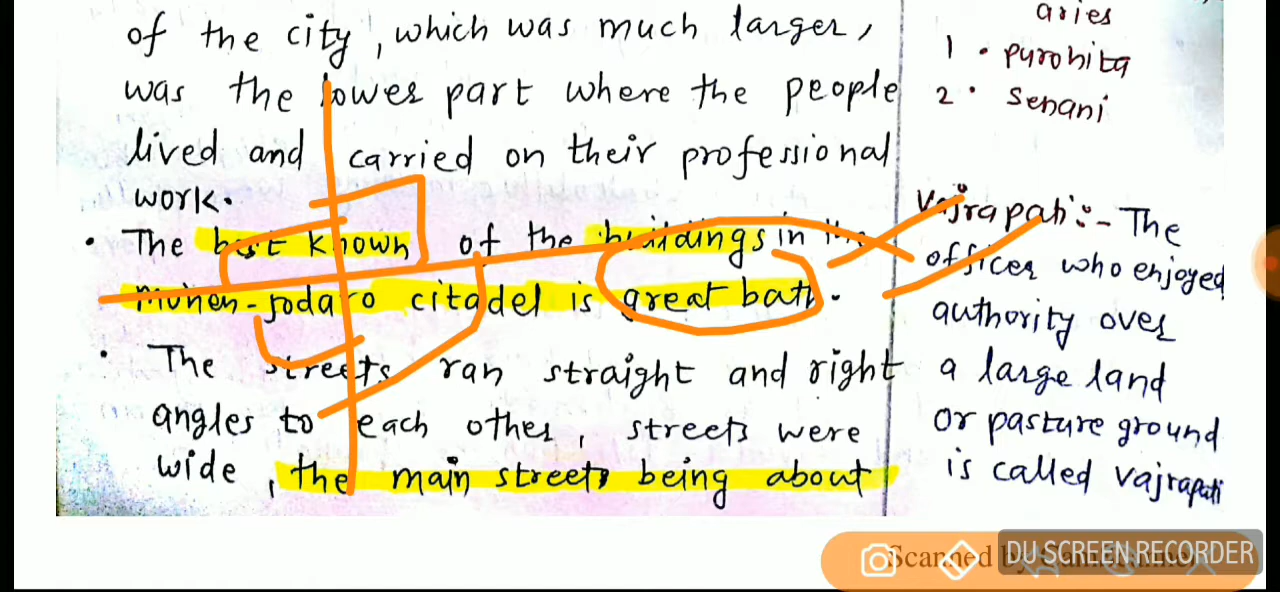 of the city, which was much larger,
was the lower part where the people
lived and carried on their professional
work.
• The best known of the buildings in the
mohen-jodaro citadel is great bath.
• The streets ran straight and right
angles to each other, streets were
wide, the main streets being about
aries
1. purohita
2. senani
Vajrapati:- The
officer who enjoyed
authority over
a large land
or pasture ground
is called vajrapati
Scanned by
DU SCREEN RECORDER